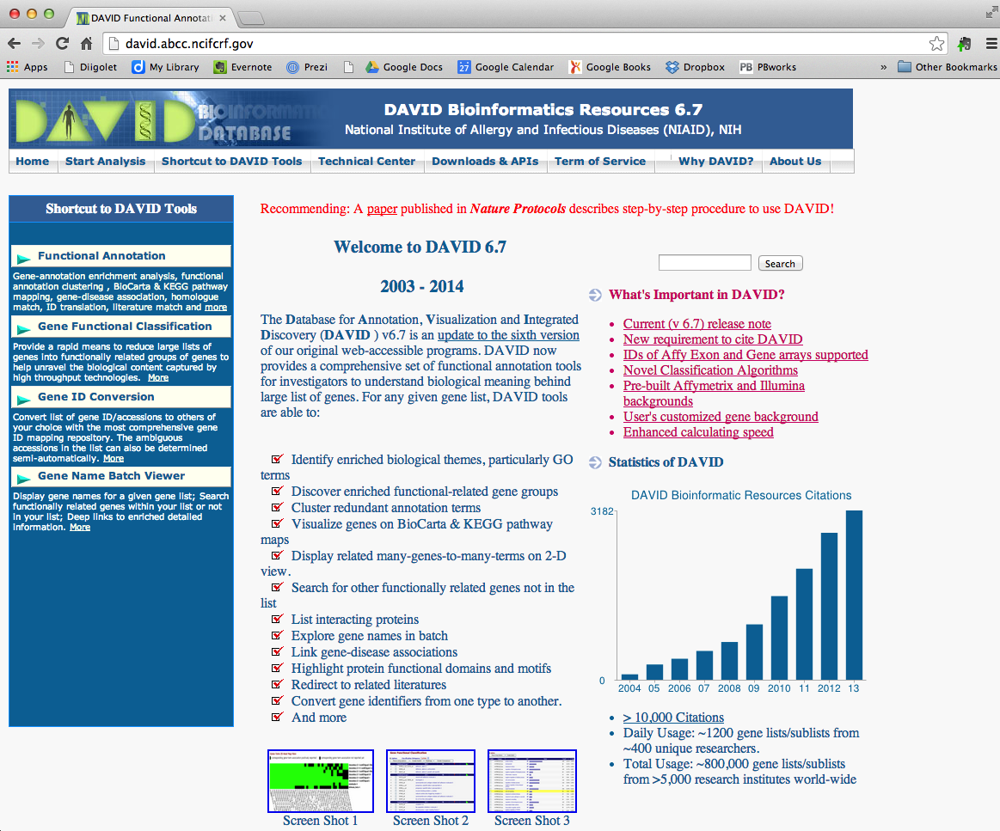 DAVID Functional Annotati
david.abcc.ncifcrf.gov
Apps Diigolet My Library Evernote Prezi Google Docs 27 Google Calendar Google Books Dropbox PB PBworks » Other Bookmarks
DAVID BIOINFORMATICS DATABASE
DAVID Bioinformatics Resources 6.7
National Institute of Allergy and Infectious Diseases (NIAID), NIH
Home Start Analysis Shortcut to DAVID Tools Technical Center Downloads & APIs Term of Service Why DAVID? About Us
Shortcut to DAVID Tools
Functional Annotation
Gene-annotation enrichment analysis, functional
annotation clustering , BioCarta & KEGG pathway
mapping, gene-disease association, homologue
match, ID translation, literature match and more
Gene Functional Classification
Provide a rapid means to reduce large lists of
genes into functionally related groups of genes to
help unravel the biological content captured by
high throughput technologies. More
Gene ID Conversion
Convert list of gene ID/accessions to others of
your choice with the most comprehensive gene
ID mapping repository. The ambiguous
accessions in the list can also be determined
semi-automatically. More
Gene Name Batch Viewer
Display gene names for a given gene list; Search
functionally related genes within your list or not
in your list; Deep links to enriched detailed
information. More
Recommending: A paper published in Nature Protocols describes step-by-step procedure to use DAVID!
Welcome to DAVID 6.7
2003 - 2014
The Database for Annotation, Visualization and Integrated
Discovery (DAVID ) v6.7 is an update to the sixth version
of our original web-accessible programs. DAVID now
provides a comprehensive set of functional annotation tools
for investigators to understand biological meaning behind
large list of genes. For any given gene list, DAVID tools
are able to:
Identify enriched biological themes, particularly GO
terms
Discover enriched functional-related gene groups
Cluster redundant annotation terms
Visualize genes on BioCarta & KEGG pathway
maps
Display related many-genes-to-many-terms on 2-D
view.
Search for other functionally related genes not in the
list
List interacting proteins
Explore gene names in batch
Link gene-disease associations
Highlight protein functional domains and motifs
Redirect to related literatures
Convert gene identifiers from one type to another.
And more
Screen Shot 1 Screen Shot 2 Screen Shot 3
Search
What's Important in DAVID?
Current (v 6.7) release note
New requirement to cite DAVID
IDs of Affy Exon and Gene arrays supported
Novel Classification Algorithms
Pre-built Affymetrix and Illumina
backgrounds
User's customized gene background
Enhanced calculating speed
Statistics of DAVID
DAVID Bioinformatic Resources Citations
3182
0
2004 05 2006 07 2008 09 2010 11 2012 13
> 10,000 Citations
Daily Usage: ~1200 gene lists/sublists from
~400 unique researchers.
Total Usage: ~800,000 gene lists/sublists
from >5,000 research institutes world-wide